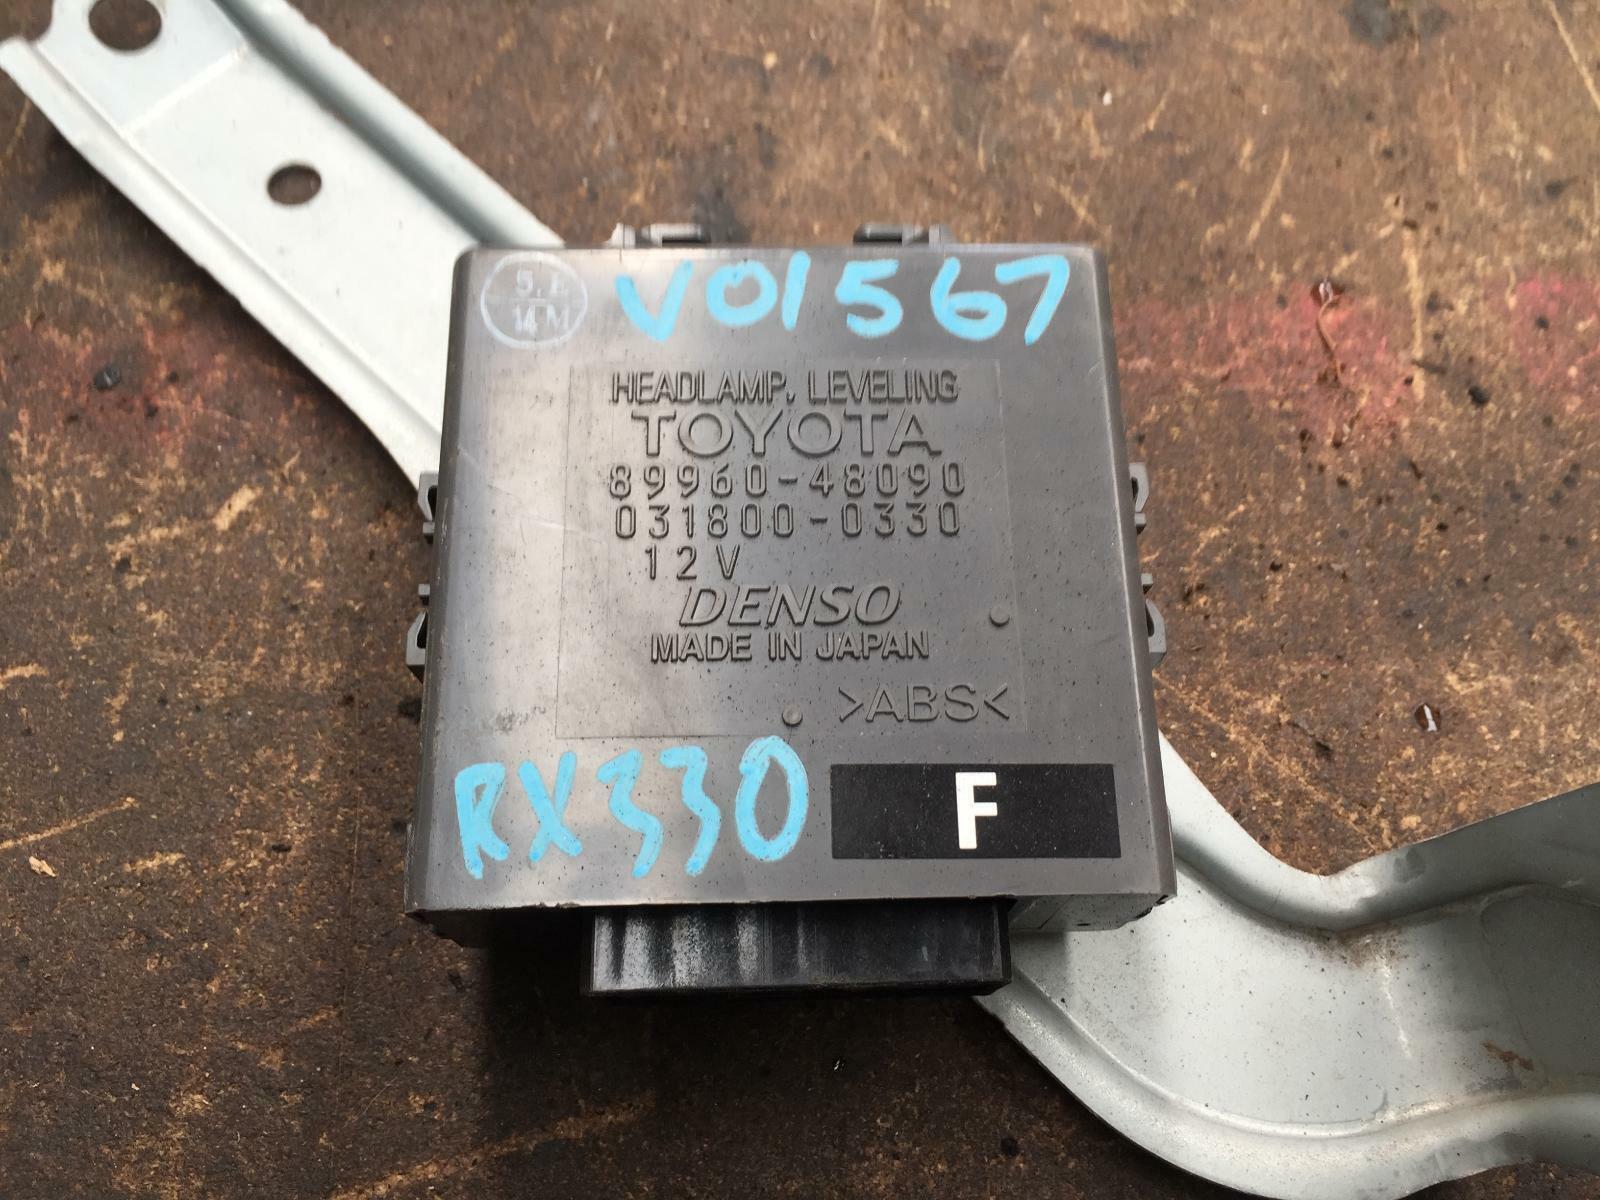 V01567
HEADLAMP. LEVELING
TOYOTA
89960-48090
031800-0330
12V
DENSO
MADE IN JAPAN
>ABS<
RX330
F